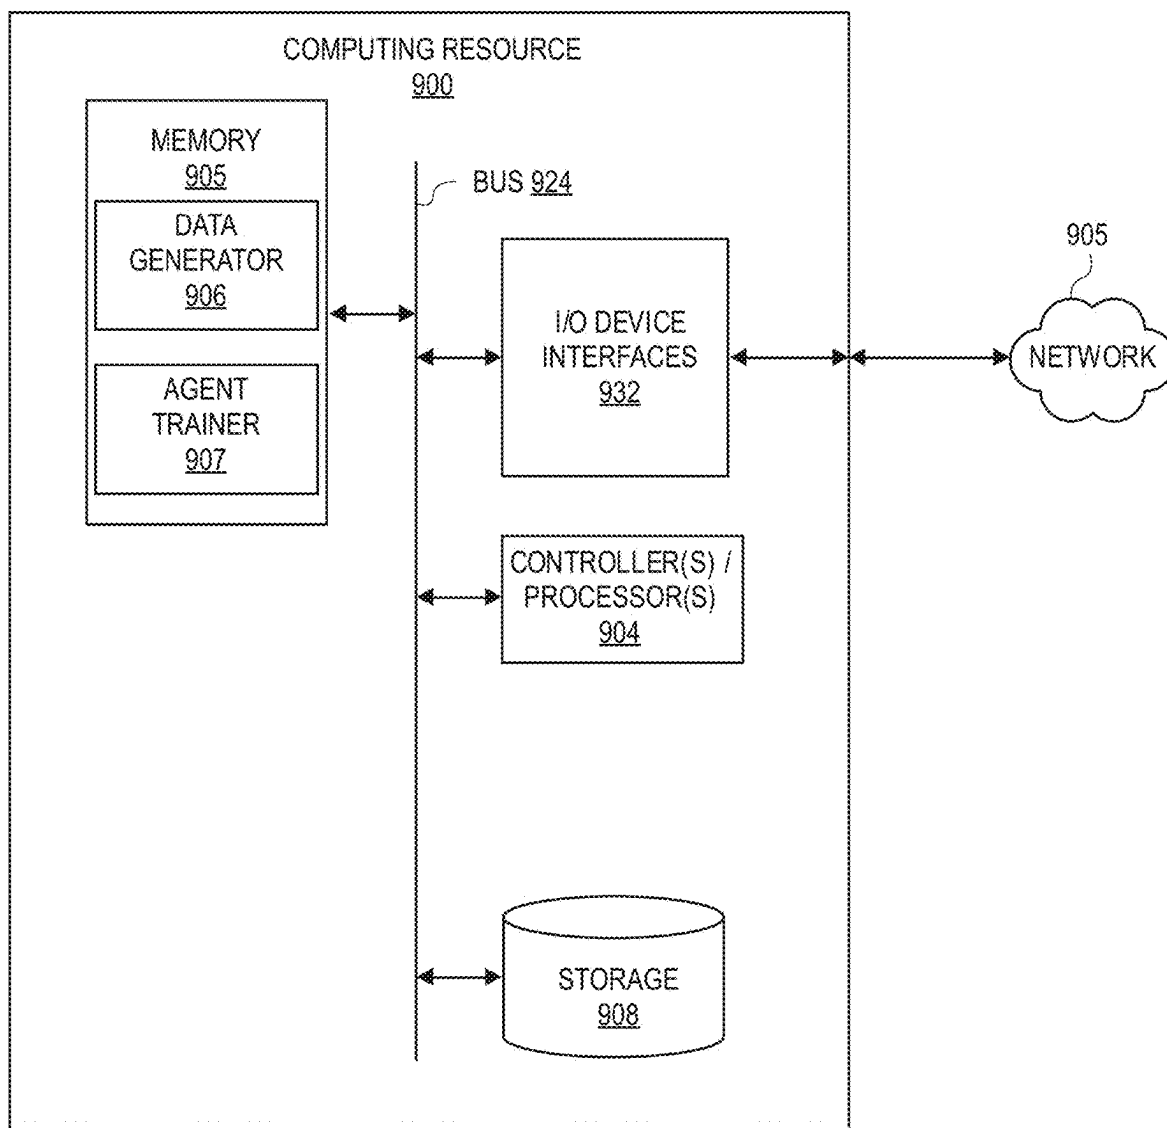 COMPUTING RESOURCE
900
MEMORY
905
DATA
GENERATOR
906
AGENT
TRAINER
907
BUS 924
I/O DEVICE
INTERFACES
932
CONTROLLER(S) /
PROCESSOR(S)
904
STORAGE
908
905
NETWORK